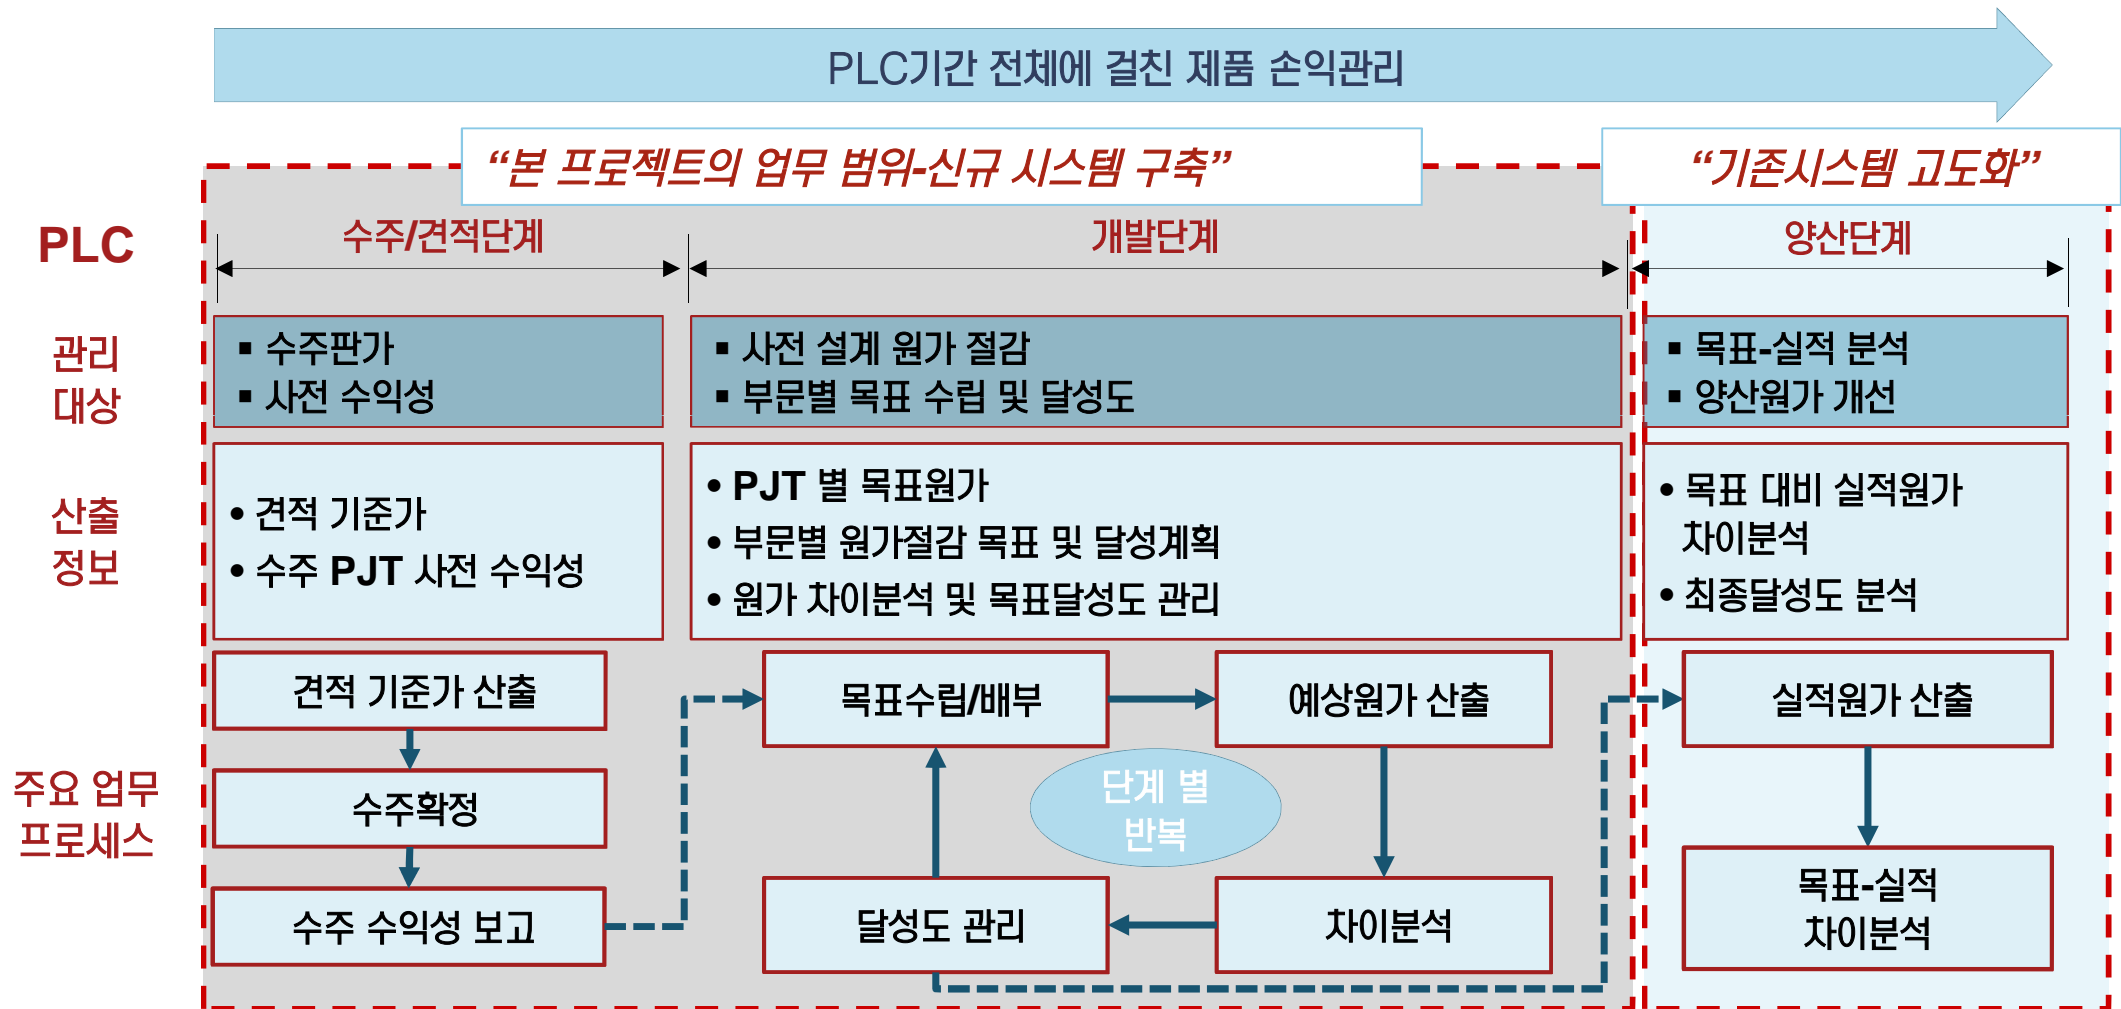 PLC기간 전체에 걸친 제품 손익관리
“본 프로젝트의 업무 범위-신규 시스템 구축”
“기존시스템 고도화”
PLC
수주/견적단계
개발단계
양산단계
관리
대상
▪ 수주판가
▪ 사전 수익성
▪ 사전 설계 원가 절감
▪ 부문별 목표 수립 및 달성도
▪ 목표-실적 분석
▪ 양산원가 개선
산출
정보
• 견적 기준가
• 수주 PJT 사전 수익성
• PJT 별 목표원가
• 부문별 원가절감 목표 및 달성계획
• 원가 차이분석 및 목표달성도 관리
• 목표 대비 실적원가
차이분석
• 최종달성도 분석
주요 업무
프로세스
견적 기준가 산출
수주확정
수주 수익성 보고
목표수립/배부
예상원가 산출
단계 별
반복
달성도 관리
차이분석
실적원가 산출
목표-실적
차이분석